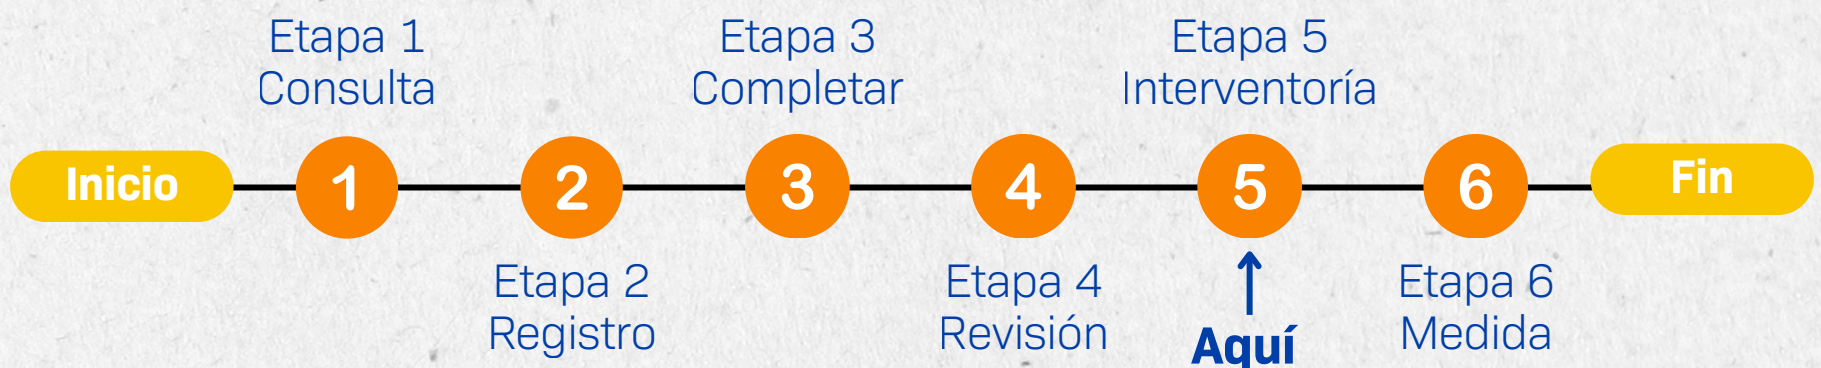 Etapa 1
Consulta
Etapa 3
Completar
Etapa 5
Interventoría
Inicio
1
2
3
4
5
6
Fin
Etapa 2
Registro
Etapa 4
Revisión
Aquí
Etapa 6
Medida